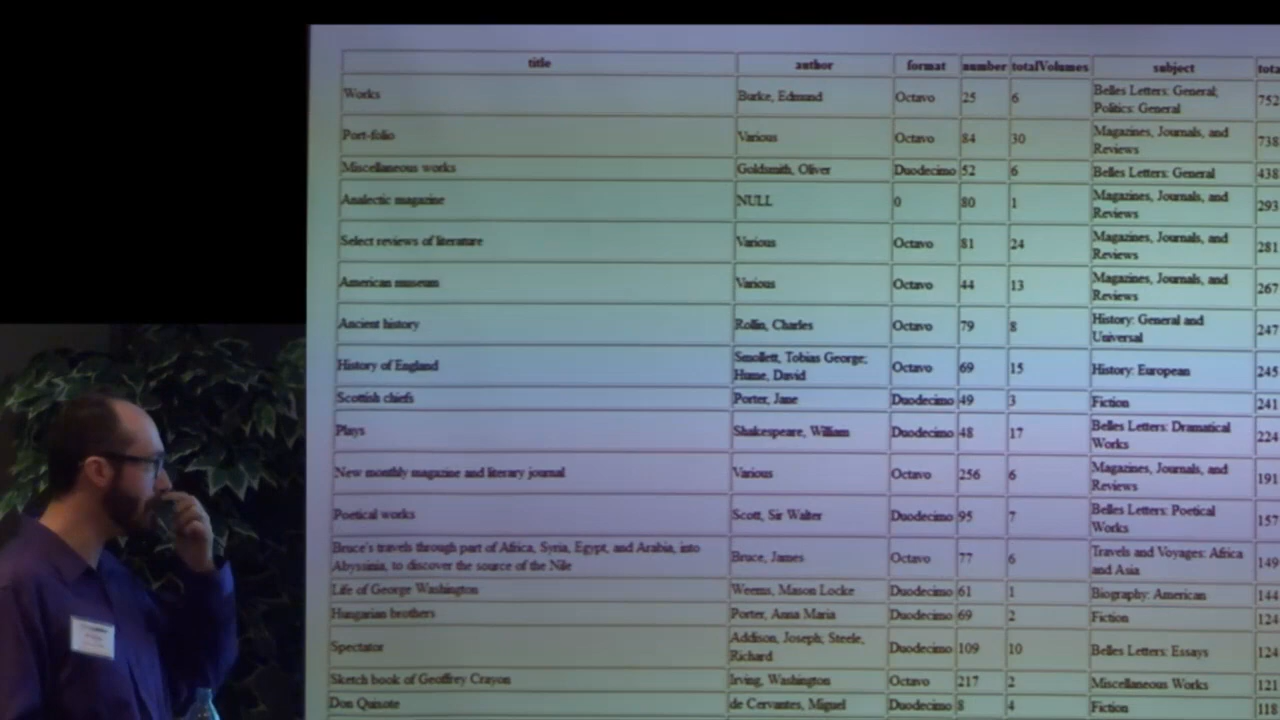 title author format number totalVolumes subject tota
Works Burke, Edmund Octavo 25 6 Belles Letters: General; Politics: General 752
Port-folio Various Octavo 84 30 Magazines, Journals, and Reviews 738
Miscellaneous works Goldsmith, Oliver Duodecimo 52 6 Belles Letters: General 438
Analectic magazine NULL 0 80 1 Magazines, Journals, and Reviews 293
Select reviews of literature Various Octavo 81 24 Magazines, Journals, and Reviews 281
American museum Various Octavo 44 13 Magazines, Journals, and Reviews 267
Ancient history Rollin, Charles Octavo 79 8 History: General and Universal 247
History of England Smollett, Tobias George; Hume, David Octavo 69 15 History: European 245
Scottish chiefs Porter, Jane Duodecimo 49 3 Fiction 241
Plays Shakespeare, William Duodecimo 48 17 Belles Letters: Dramatical Works 224
New monthly magazine and literary journal Various Octavo 256 6 Magazines, Journals, and Reviews 191
Poetical works Scott, Sir Walter Duodecimo 95 7 Belles Letters: Poetical Works 157
Bruce's travels through part of Africa, Syria, Egypt, and Arabia, into Abyssinia, to discover the source of the Nile Bruce, James Octavo 77 6 Travels and Voyages: Africa and Asia 149
Life of George Washington Weems, Mason Locke Duodecimo 61 1 Biography: American 144
Hungarian brothers Porter, Anna Maria Duodecimo 69 2 Fiction 124
Spectator Addison, Joseph; Steele, Richard Duodecimo 109 10 Belles Letters: Essays 124
Sketch book of Geoffrey Crayon Irving, Washington Octavo 217 2 Miscellaneous Works 121
Don Quixote de Cervantes, Miguel Duodecimo 8 4 Fiction 118